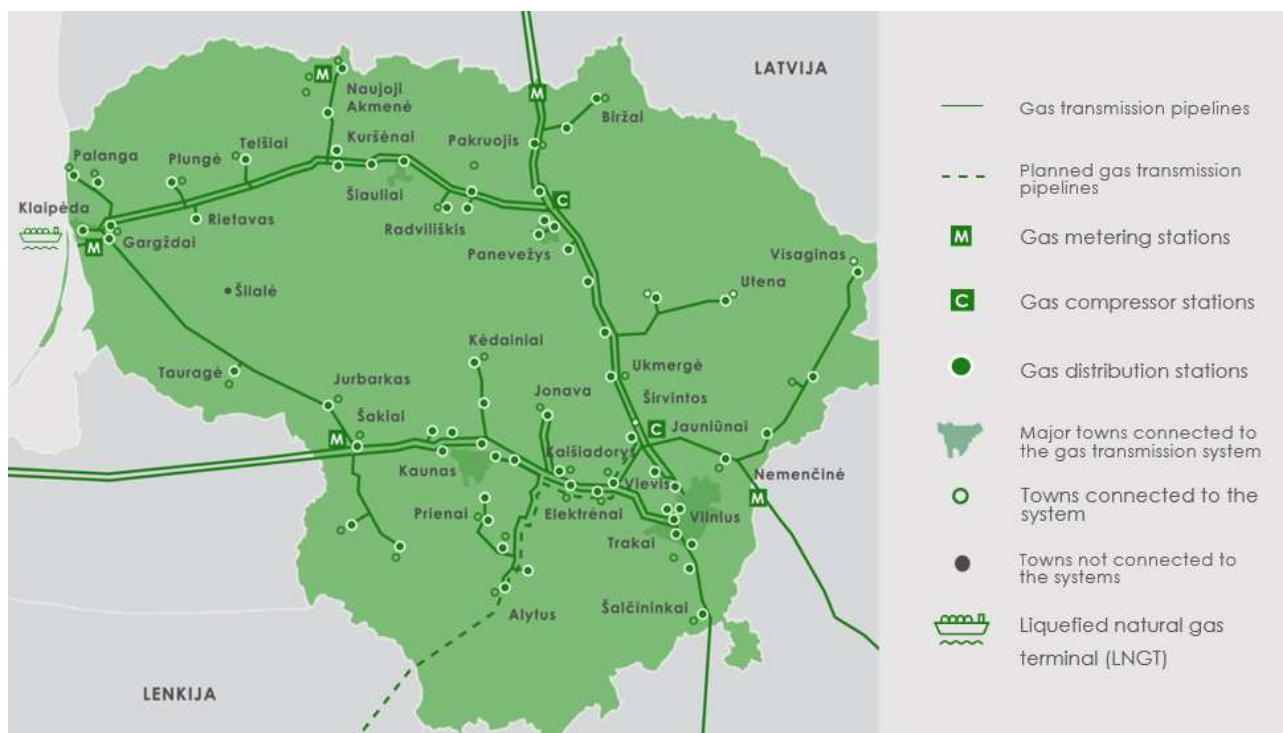 LATVIJA
M
Naujoji
Akmenė
M
Biržai
Telšiai
Kuršėnai
Pakruojis
Palanga
Plungė
Klaipėda
Šiauliai
C
Rietavas
Radviliškis
M
Gargždai
Panevežys
Visaginas
Šilalė
Utena
Kėdainiai
Ukmergė
Tauragė
Jurbarkas
Jonava
Širvintos
Šakiai
M
C
Jauniūnai
Kaišiadorys
Kaunas
Vievis
Nemenčinė
M
Prienai
Elektrėnai
Vilnius
Trakai
Alytus
Šalčininkai
LENKIJA
Gas transmission pipelines
Planned gas transmission
pipelines
M
Gas metering stations
C
Gas compressor stations
Gas distribution stations
Major towns connected to
the gas transmission system
Towns connected to the
system
Towns not connected to
the systems
Liquefied natural gas
terminal (LNGT)